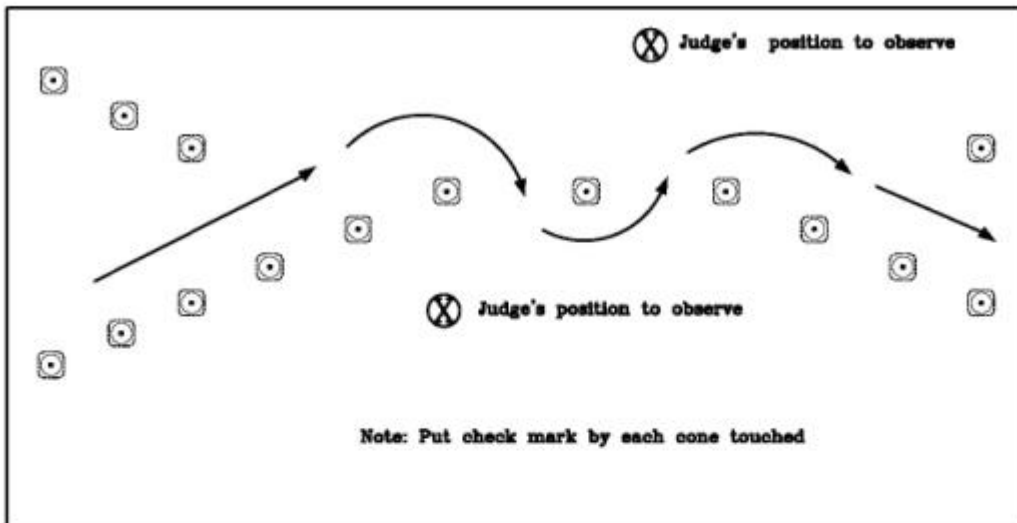 Judge's position to observe
Judge's position to observe
Note: Put check mark by each cone touched